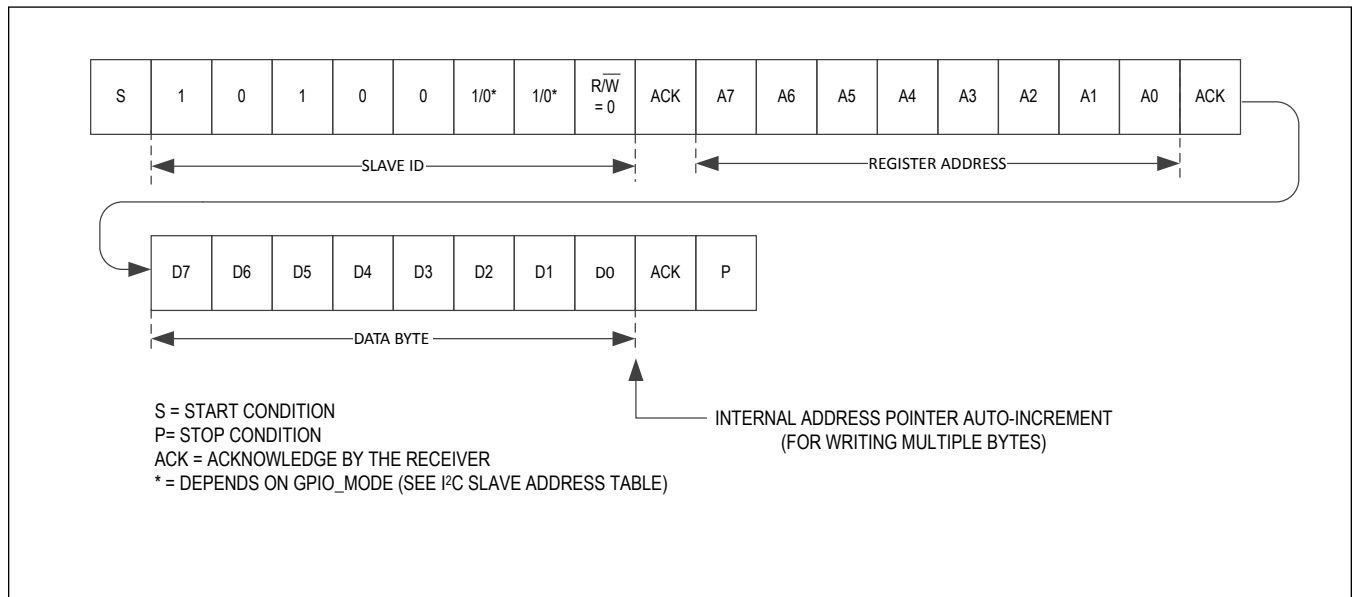 S 1 0 1 0 0 1/0* 1/0* R/W̅ = 0 ACK A7 A6 A5 A4 A3 A2 A1 A0 ACK
SLAVE ID REGISTER ADDRESS
D7 D6 D5 D4 D3 D2 D1 D0 ACK P
DATA BYTE
S = START CONDITION
P= STOP CONDITION
ACK = ACKNOWLEDGE BY THE RECEIVER
* = DEPENDS ON GPIO_MODE (SEE I²C SLAVE ADDRESS TABLE)
INTERNAL ADDRESS POINTER AUTO-INCREMENT
(FOR WRITING MULTIPLE BYTES)